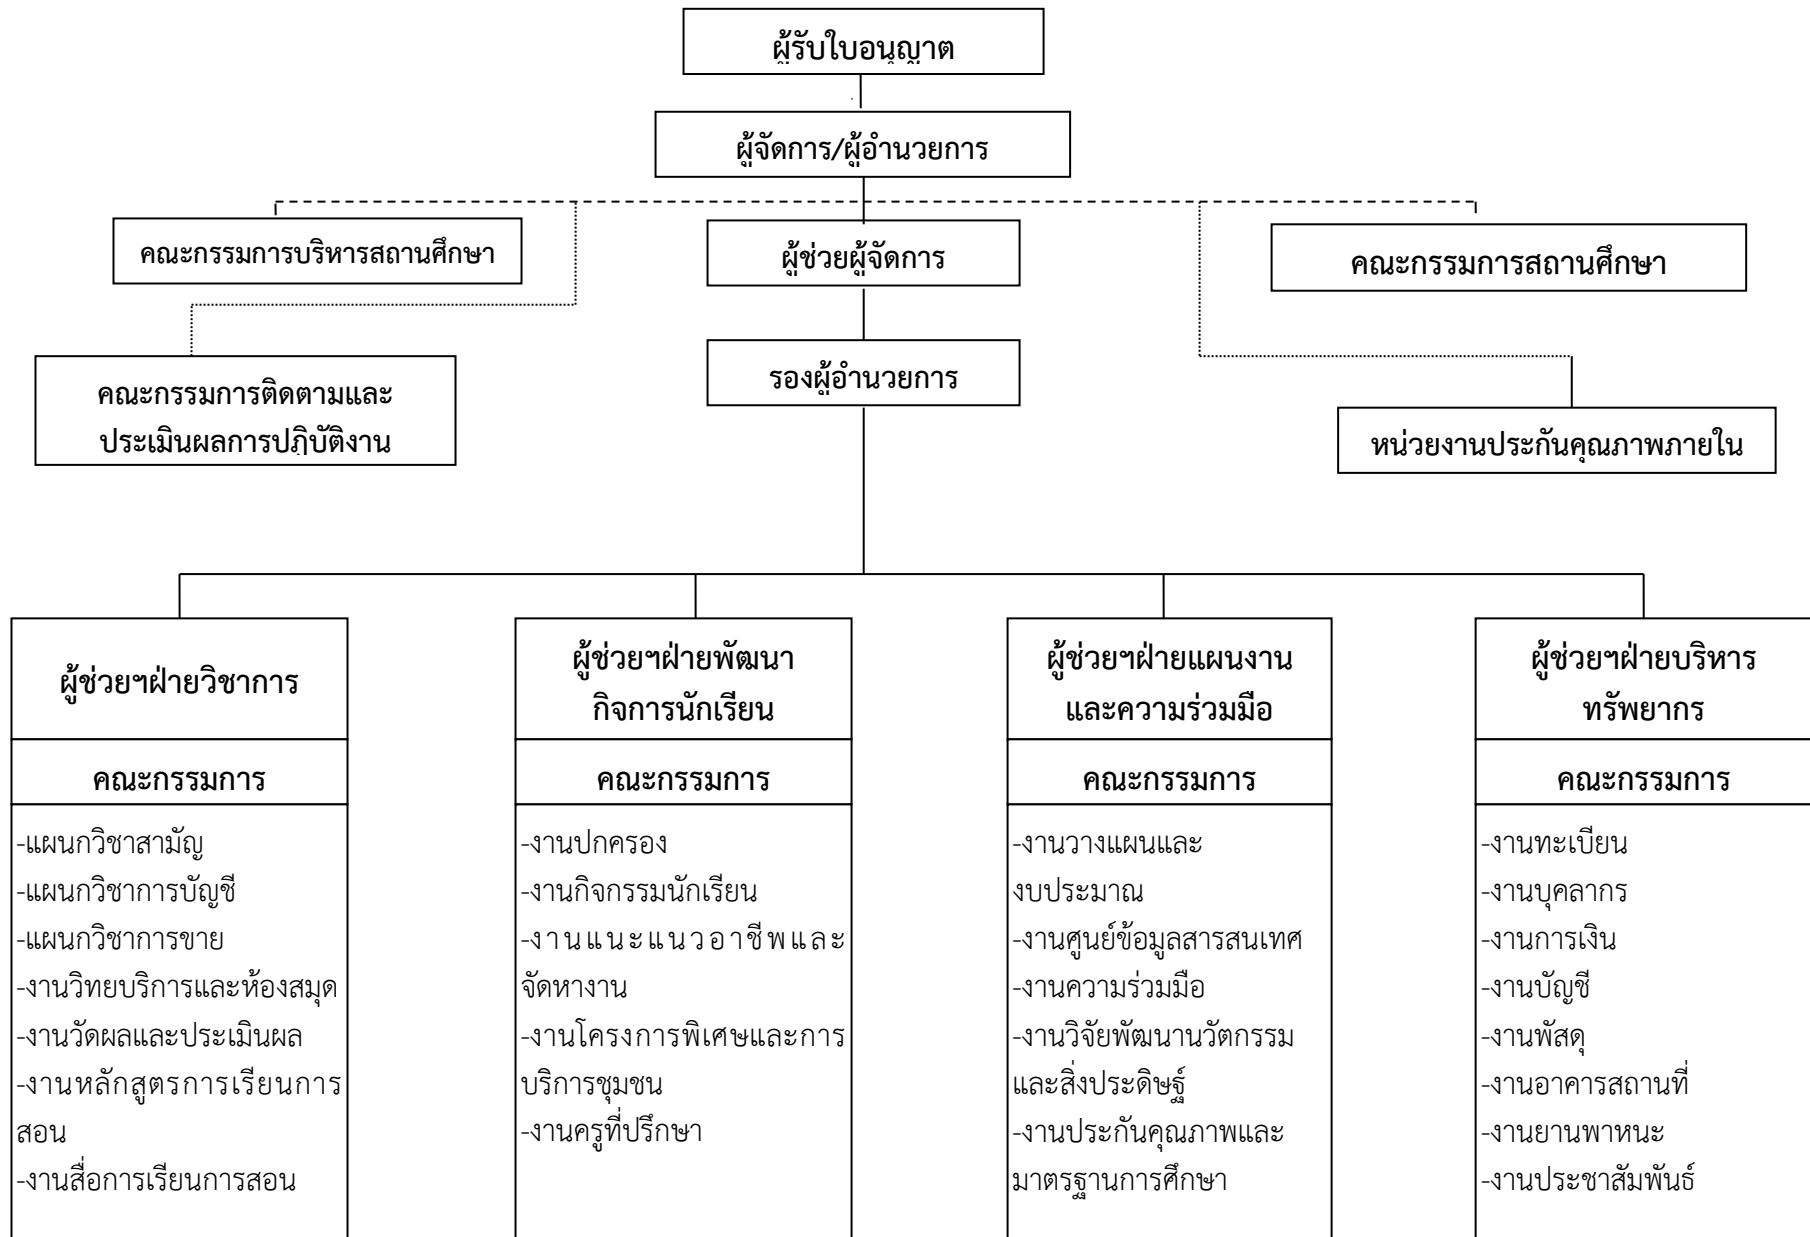 ผู้รับใบอนุญาต
ผู้จัดการ/ผู้อำนวยการ
คณะกรรมการบริหารสถานศึกษา
ผู้ช่วยผู้จัดการ
คณะกรรมการสถานศึกษา
รองผู้อำนวยการ
คณะกรรมการติดตามและ
ประเมินผลการปฏิบัติงาน
หน่วยงานประกันคุณภาพภายใน
ผู้ช่วยฯฝ่ายวิชาการ
คณะกรรมการ
-แผนกวิชาสามัญ
-แผนกวิชาการบัญชี
-แผนกวิชาการขาย
-งานวิทยบริการและห้องสมุด
-งานวัดผลและประเมินผล
-งานหลักสูตรการเรียนการ
สอน
-งานสื่อการเรียนการสอน
ผู้ช่วยฯฝ่ายพัฒนา
กิจการนักเรียน
คณะกรรมการ
-งานปกครอง
-งานกิจกรรมนักเรียน
-งานแนะแนวอาชีพและ
จัดหางาน
-งานโครงการพิเศษและการ
บริการชุมชน
-งานครูที่ปรึกษา
ผู้ช่วยฯฝ่ายแผนงาน
และความร่วมมือ
คณะกรรมการ
-งานวางแผนและ
งบประมาณ
-งานศูนย์ข้อมูลสารสนเทศ
-งานความร่วมมือ
-งานวิจัยพัฒนานวัตกรรม
และสิ่งประดิษฐ์
-งานประกันคุณภาพและ
มาตรฐานการศึกษา
ผู้ช่วยฯฝ่ายบริหาร
ทรัพยากร
คณะกรรมการ
-งานทะเบียน
-งานบุคลากร
-งานการเงิน
-งานบัญชี
-งานพัสดุ
-งานอาคารสถานที่
-งานยานพาหนะ
-งานประชาสัมพันธ์